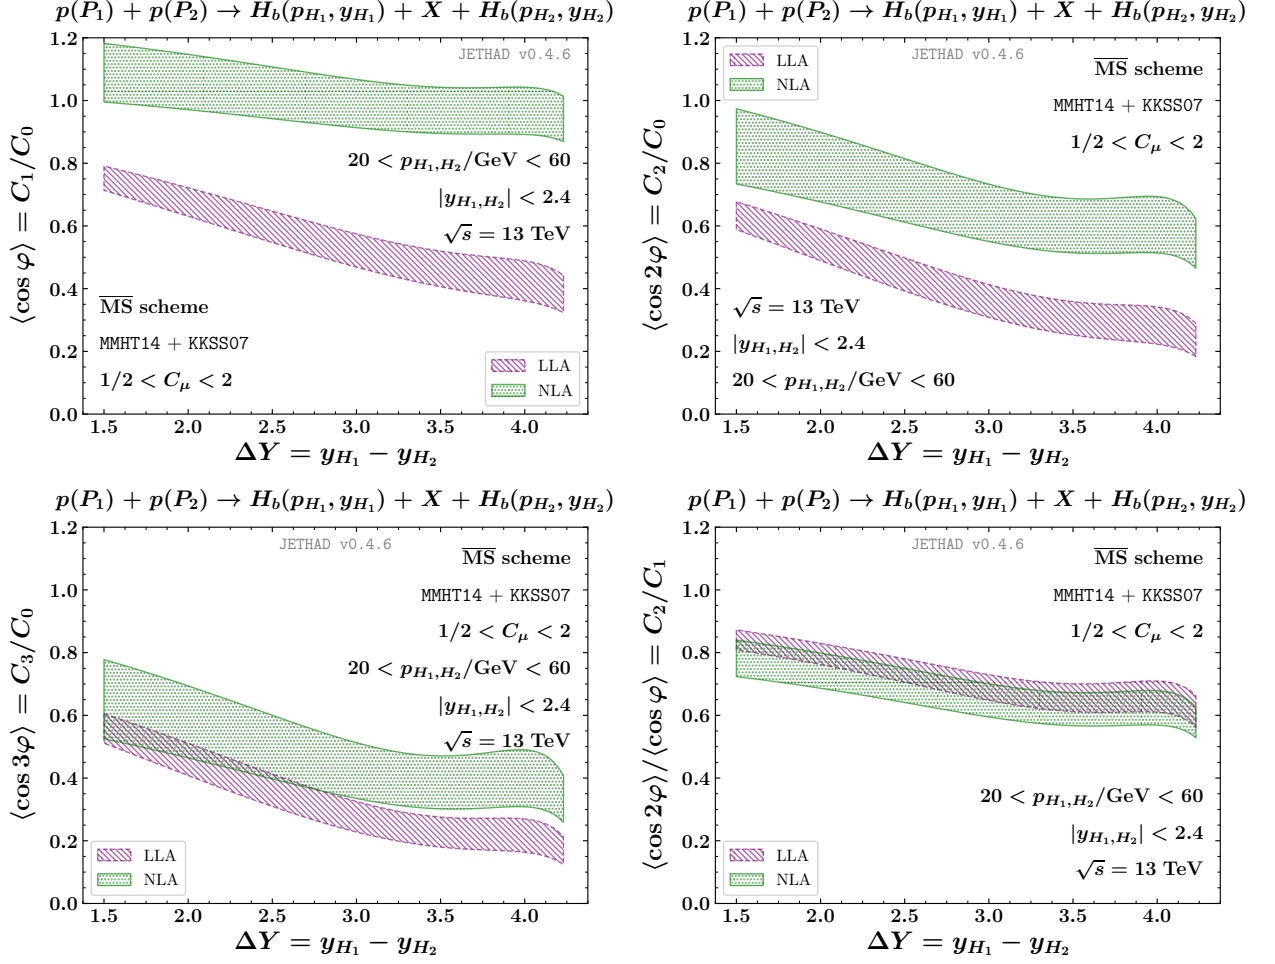 p(P₁) + p(P₂) → H_b(p_{H₁}, y_{H₁}) + X + H_b(p_{H₂}, y_{H₂})
JETHAD v0.4.6
20 < p_{H₁,H₂}/GeV < 60
|y_{H₁,H₂}| < 2.4
√s = 13 TeV
M̅S̅ scheme
MMHT14 + KKSS07
1/2 < C_μ < 2
LLA
NLA
⟨cos φ⟩ = C₁/C₀
0.0
0.2
0.4
0.6
0.8
1.0
1.2
1.5
2.0
2.5
3.0
3.5
4.0
ΔY = y_{H₁} − y_{H₂}
p(P₁) + p(P₂) → H_b(p_{H₁}, y_{H₁}) + X + H_b(p_{H₂}, y_{H₂})
LLA
NLA
JETHAD v0.4.6
M̅S̅ scheme
MMHT14 + KKSS07
1/2 < C_μ < 2
√s = 13 TeV
|y_{H₁,H₂}| < 2.4
20 < p_{H₁,H₂}/GeV < 60
⟨cos 2φ⟩ = C₂/C₀
0.0
0.2
0.4
0.6
0.8
1.0
1.2
1.5
2.0
2.5
3.0
3.5
4.0
ΔY = y_{H₁} − y_{H₂}
p(P₁) + p(P₂) → H_b(p_{H₁}, y_{H₁}) + X + H_b(p_{H₂}, y_{H₂})
JETHAD v0.4.6
M̅S̅ scheme
MMHT14 + KKSS07
1/2 < C_μ < 2
20 < p_{H₁,H₂}/GeV < 60
|y_{H₁,H₂}| < 2.4
√s = 13 TeV
LLA
NLA
⟨cos 3φ⟩ = C₃/C₀
0.0
0.2
0.4
0.6
0.8
1.0
1.2
1.5
2.0
2.5
3.0
3.5
4.0
ΔY = y_{H₁} − y_{H₂}
p(P₁) + p(P₂) → H_b(p_{H₁}, y_{H₁}) + X + H_b(p_{H₂}, y_{H₂})
JETHAD v0.4.6
M̅S̅ scheme
MMHT14 + KKSS07
1/2 < C_μ < 2
20 < p_{H₁,H₂}/GeV < 60
|y_{H₁,H₂}| < 2.4
√s = 13 TeV
LLA
NLA
⟨cos 2φ⟩/⟨cos φ⟩ = C₂/C₁
0.0
0.2
0.4
0.6
0.8
1.0
1.2
1.5
2.0
2.5
3.0
3.5
4.0
ΔY = y_{H₁} − y_{H₂}